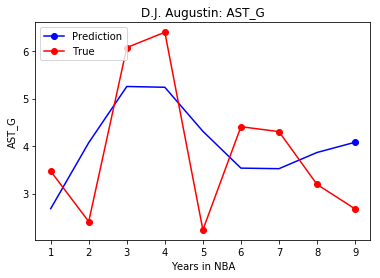 D.J. Augustin: AST_G
Prediction
True
AST_G
6
5
4
3
1 2 3 4 5 6 7 8 9
Years in NBA